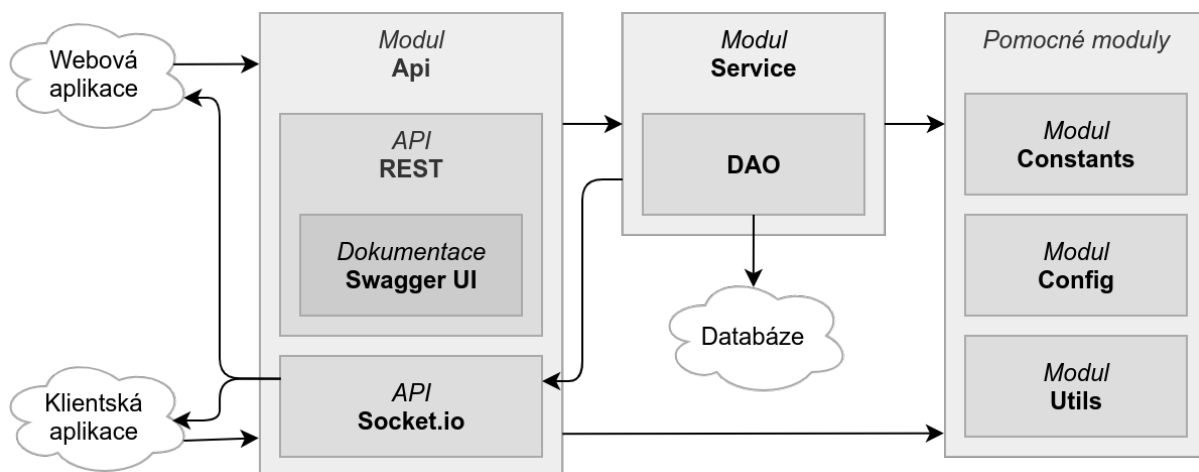 Webová
aplikace
Modul
Api
API
REST
Dokumentace
Swagger UI
API
Socket.io
Klientská
aplikace
Modul
Service
DAO
Databáze
Pomocné moduly
Modul
Constants
Modul
Config
Modul
Utils